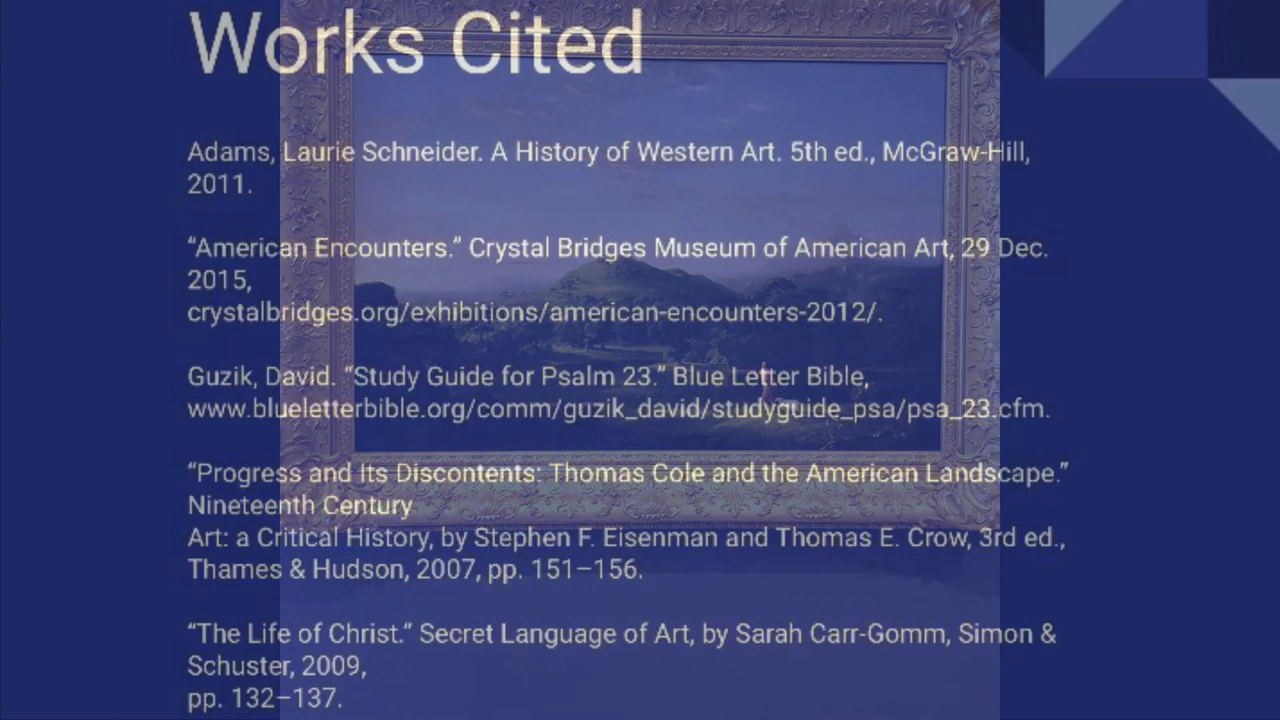 Works Cited
Adams, Laurie Schneider. A History of Western Art. 5th ed., McGraw-Hill,
2011.
“American Encounters.” Crystal Bridges Museum of American Art, 29 Dec.
2015,
crystalbridges.org/exhibitions/american-encounters-2012/.
Guzik, David. “Study Guide for Psalm 23.” Blue Letter Bible,
www.blueletterbible.org/comm/guzik_david/studyguide_psa/psa_23.cfm.
“Progress and Its Discontents: Thomas Cole and the American Landscape.”
Nineteenth Century
Art: a Critical History, by Stephen F. Eisenman and Thomas E. Crow, 3rd ed.,
Thames & Hudson, 2007, pp. 151–156.
“The Life of Christ.” Secret Language of Art, by Sarah Carr-Gomm, Simon &
Schuster, 2009,
pp. 132–137.